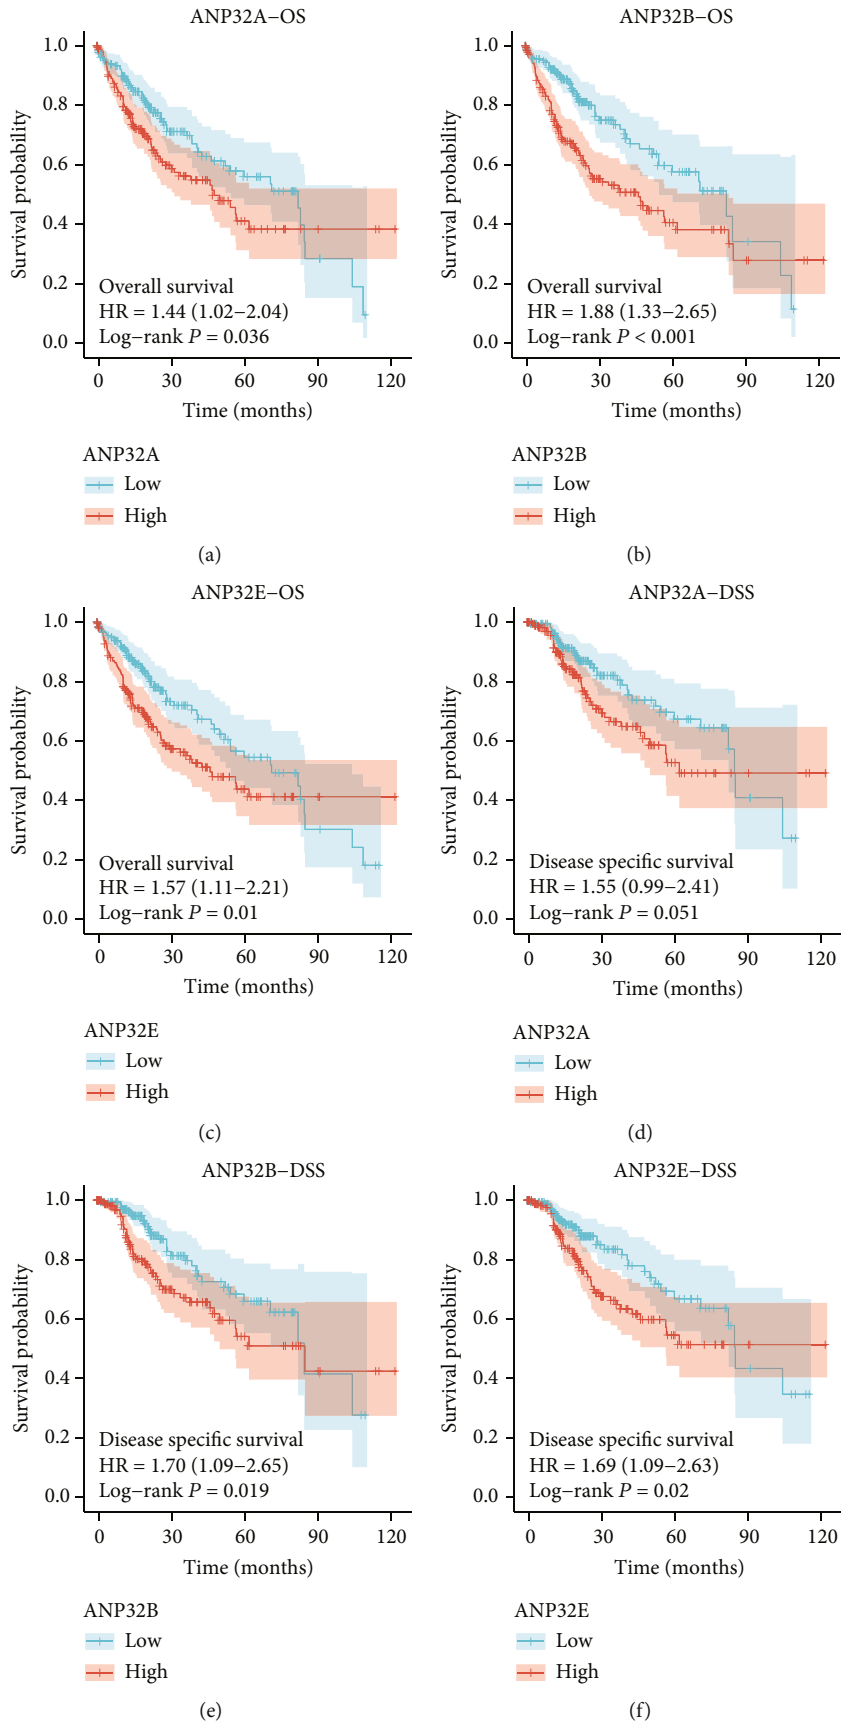 ANP32A−OS
Survival probability
1.0
0.8
0.6
0.4
0.2
0.0
Overall survival
HR = 1.44 (1.02−2.04)
Log−rank P = 0.036
0 30 60 90 120
Time (months)
ANP32A
Low
High
(a)
ANP32B−OS
Survival probability
1.0
0.8
0.6
0.4
0.2
0.0
Overall survival
HR = 1.88 (1.33−2.65)
Log−rank P < 0.001
0 30 60 90 120
Time (months)
ANP32B
Low
High
(b)
ANP32E−OS
Survival probability
1.0
0.8
0.6
0.4
0.2
0.0
Overall survival
HR = 1.57 (1.11−2.21)
Log−rank P = 0.01
0 30 60 90 120
Time (months)
ANP32E
Low
High
(c)
ANP32A−DSS
Survival probability
1.0
0.8
0.6
0.4
0.2
0.0
Disease specific survival
HR = 1.55 (0.99−2.41)
Log−rank P = 0.051
0 30 60 90 120
Time (months)
ANP32A
Low
High
(d)
ANP32B−DSS
Survival probability
1.0
0.8
0.6
0.4
0.2
0.0
Disease specific survival
HR = 1.70 (1.09−2.65)
Log−rank P = 0.019
0 30 60 90 120
Time (months)
ANP32B
Low
High
(e)
ANP32E−DSS
Survival probability
1.0
0.8
0.6
0.4
0.2
0.0
Disease specific survival
HR = 1.69 (1.09−2.63)
Log−rank P = 0.02
0 30 60 90 120
Time (months)
ANP32E
Low
High
(f)